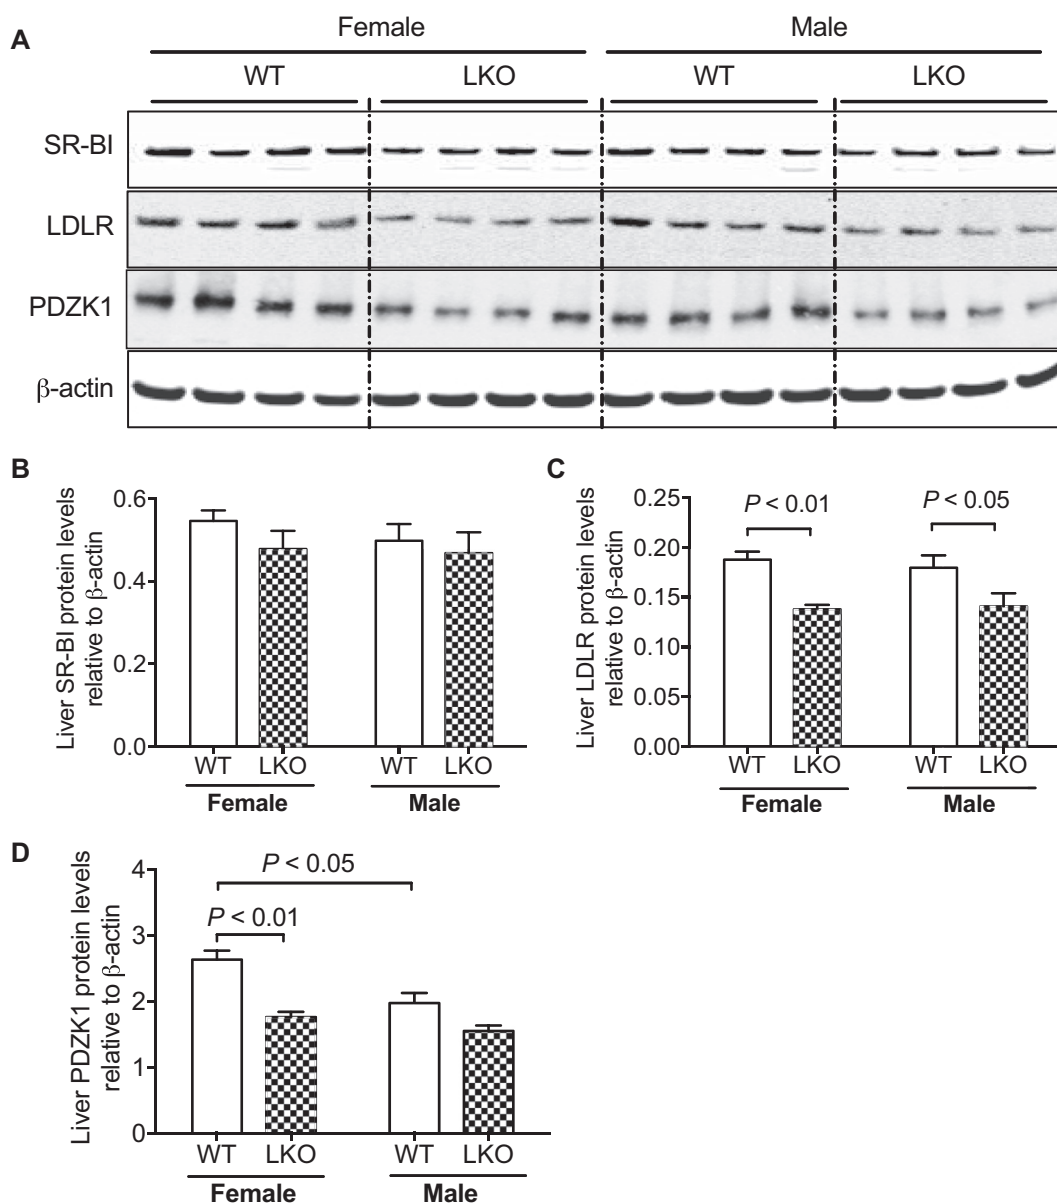 A
Female Male
WT LKO WT LKO
SR-BI
LDLR
PDZK1
β-actin
B
Liver SR-BI protein levels
relative to β-actin
0.6
0.4
0.2
0.0
WT LKO WT LKO
Female Male
C
Liver LDLR protein levels
relative to β-actin
0.25
0.20
0.15
0.10
0.05
0.00
P < 0.01
P < 0.05
WT LKO WT LKO
Female Male
D
Liver PDZK1 protein levels
relative to β-actin
4
3
2
1
0
P < 0.05
P < 0.01
WT LKO WT LKO
Female Male